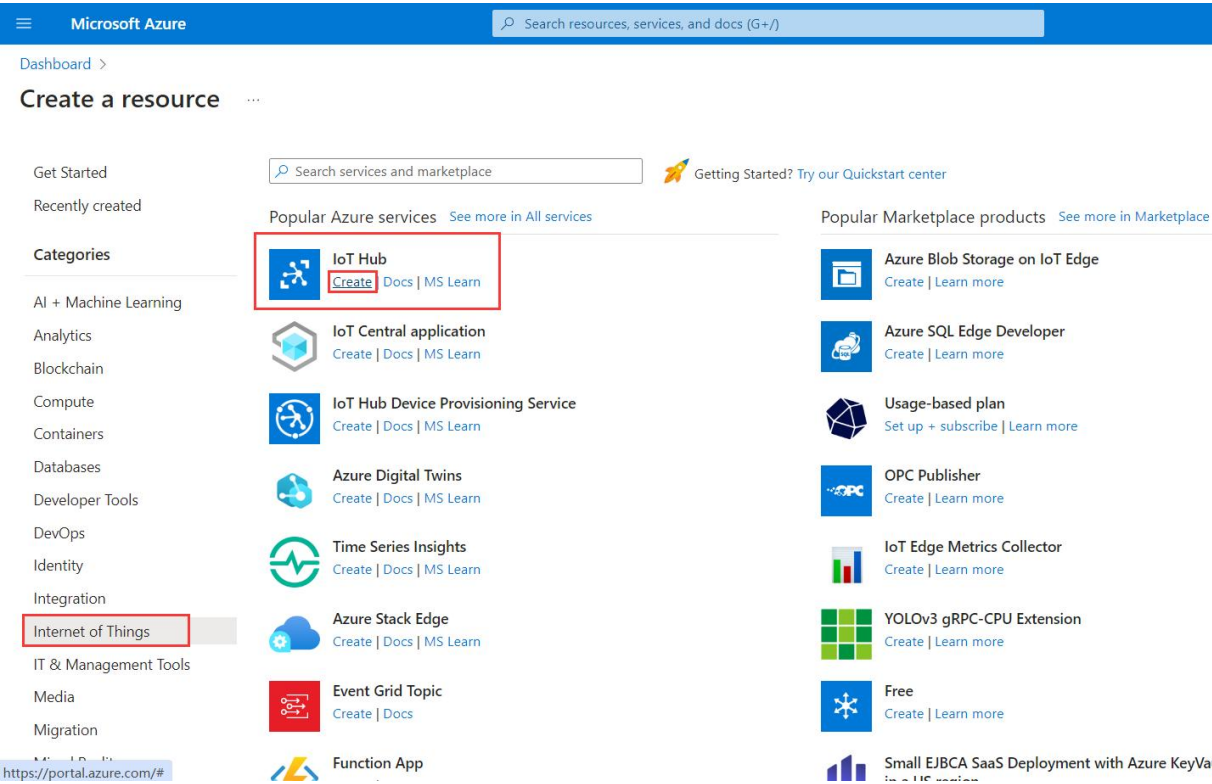 Microsoft Azure
Search resources, services, and docs (G+/)
Dashboard >
Create a resource ...
Get Started
Recently created
Categories
AI + Machine Learning
Analytics
Blockchain
Compute
Containers
Databases
Developer Tools
DevOps
Identity
Integration
Internet of Things
IT & Management Tools
Media
Migration
https://portal.azure.com/#
Search services and marketplace
Getting Started? Try our Quickstart center
Popular Azure services See more in All services
IoT Hub
Create | Docs | MS Learn
IoT Central application
Create | Docs | MS Learn
IoT Hub Device Provisioning Service
Create | Docs | MS Learn
Azure Digital Twins
Create | Docs | MS Learn
Time Series Insights
Create | Docs | MS Learn
Azure Stack Edge
Create | Docs | MS Learn
Event Grid Topic
Create | Docs
Function App
Popular Marketplace products See more in Marketplace
Azure Blob Storage on IoT Edge
Create | Learn more
SQL
Azure SQL Edge Developer
Create | Learn more
Usage-based plan
Set up + subscribe | Learn more
OPC
OPC Publisher
Create | Learn more
IoT Edge Metrics Collector
Create | Learn more
YOLOv3 gRPC-CPU Extension
Create | Learn more
Free
Create | Learn more
Small EJBCA SaaS Deployment with Azure KeyVau
in a US region